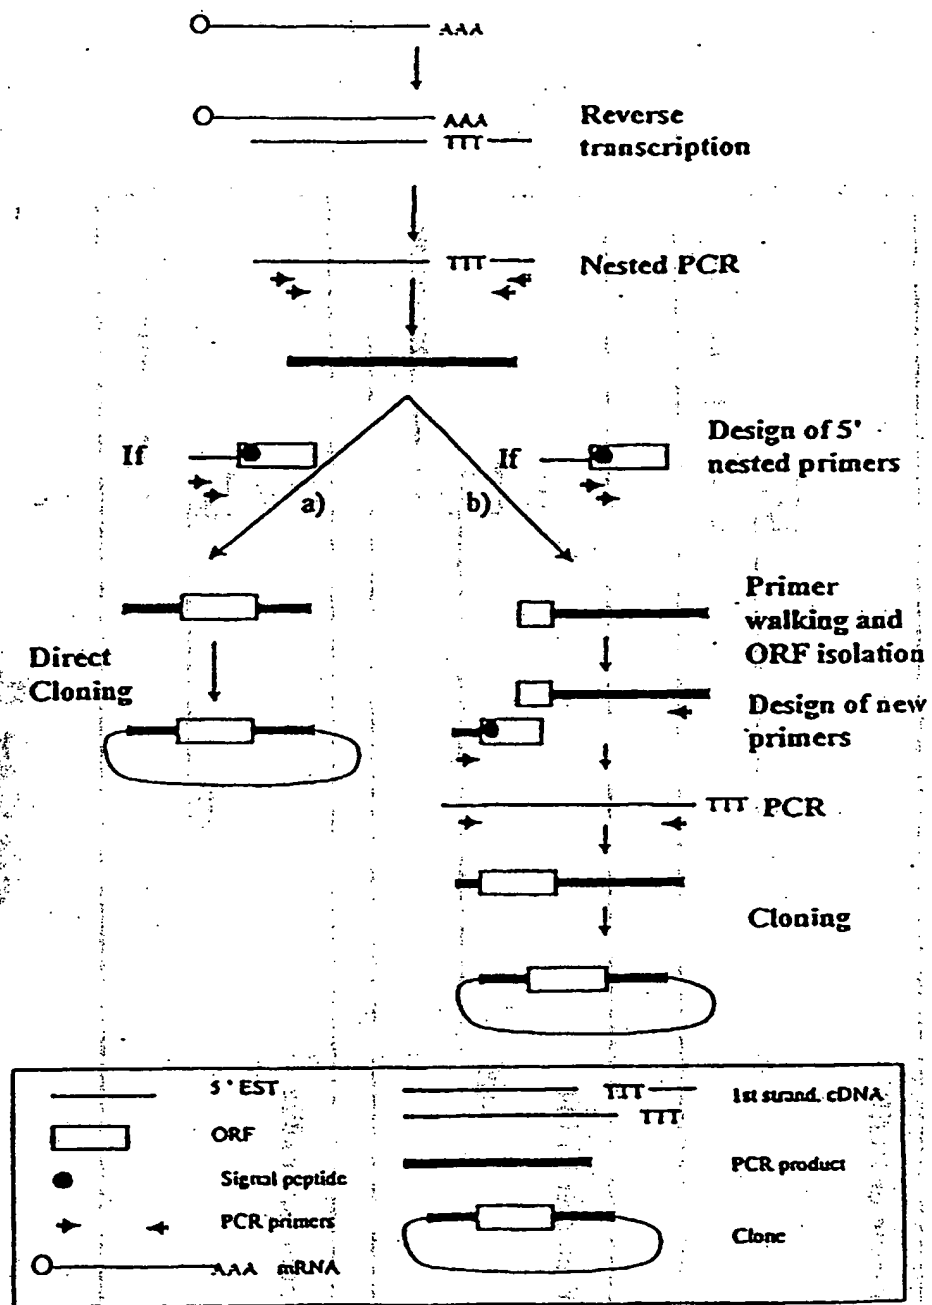 AAA
AAA
TTT
Reverse
transcription
TTT
Nested PCR
If
a)
If
b)
Design of 5'
nested primers
Primer
walking and
ORF isolation
Direct
Cloning
Design of new
primers
TTT PCR
Cloning
5' EST
ORF
Signal peptide
PCR primers
AAA mRNA
TTT
TTT
1st strand, cDNA
PCR product
Clone